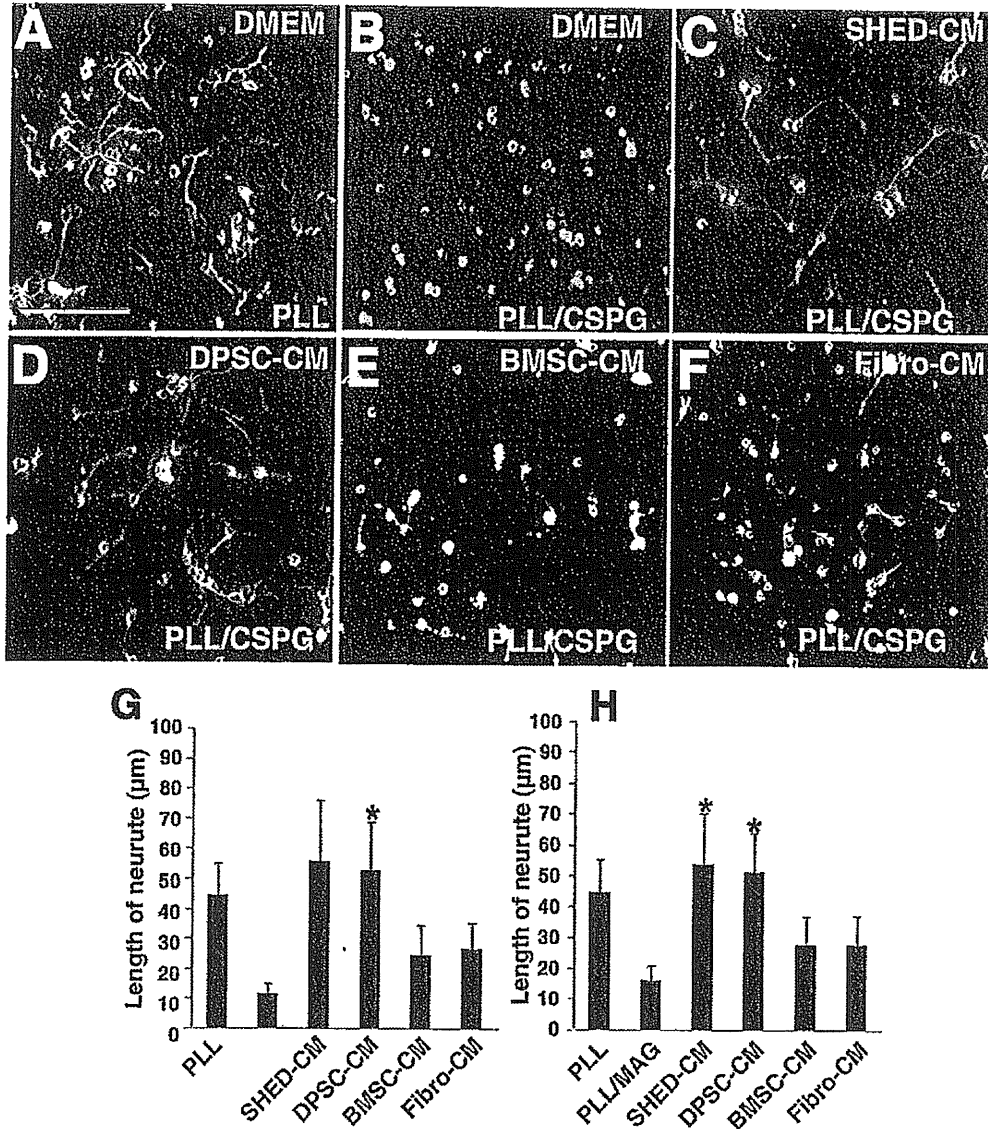 A DMEM
PLL
B DMEM
PLL/CSPG
C SHED-CM
PLL/CSPG
D DPSC-CM
PLL/CSPG
E BMSC-CM
PLL/CSPG
F Fibro-CM
PLL/CSPG
G
Length of neurute (μm)
100
90
80
70
60
50
40
30
20
10
0
*
PLL
SHED-CM
DPSC-CM
BMSC-CM
Fibro-CM
H
Length of neurute (μm)
100
90
80
70
60
50
40
30
20
10
0
*
*
PLL
PLL/MAG
SHED-CM
DPSC-CM
BMSC-CM
Fibro-CM